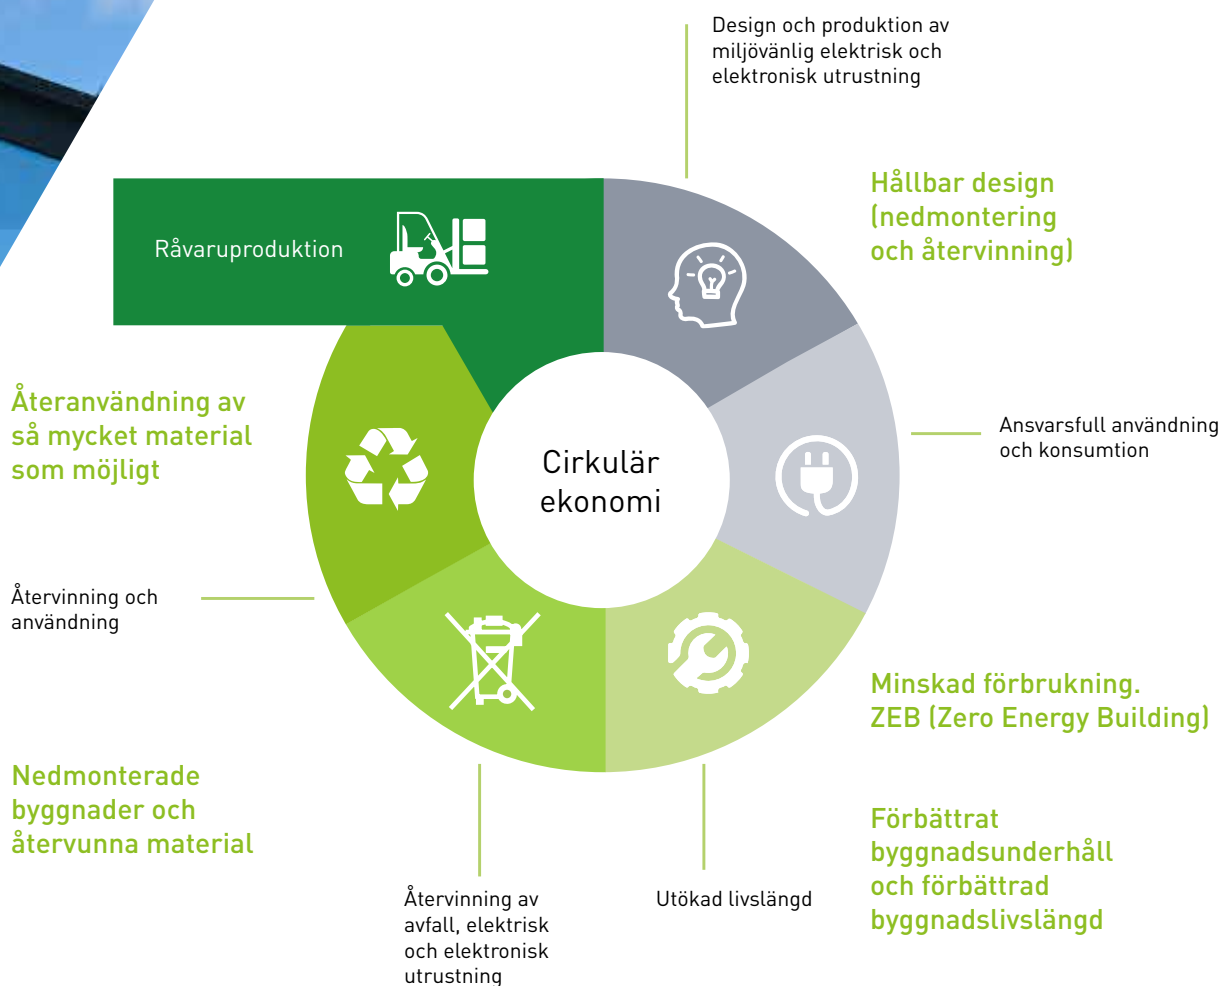 Design och produktion av
miljövänlig elektrisk och
elektronisk utrustning
Hållbar design
(nedmontering
och återvinning)
Råvaruproduktion
Återanvändning av
så mycket material
som möjligt
Ansvarsfull användning
och konsumtion
Cirkulär
ekonomi
Återvinning och
användning
Minskad förbrukning.
ZEB (Zero Energy Building)
Nedmonterade
byggnader och
återvunna material
Förbättrat
byggnadsunderhåll
och förbättrad
byggnadslivslängd
Återvinning av
avfall, elektrisk
och elektronisk
utrustning
Utökad livslängd